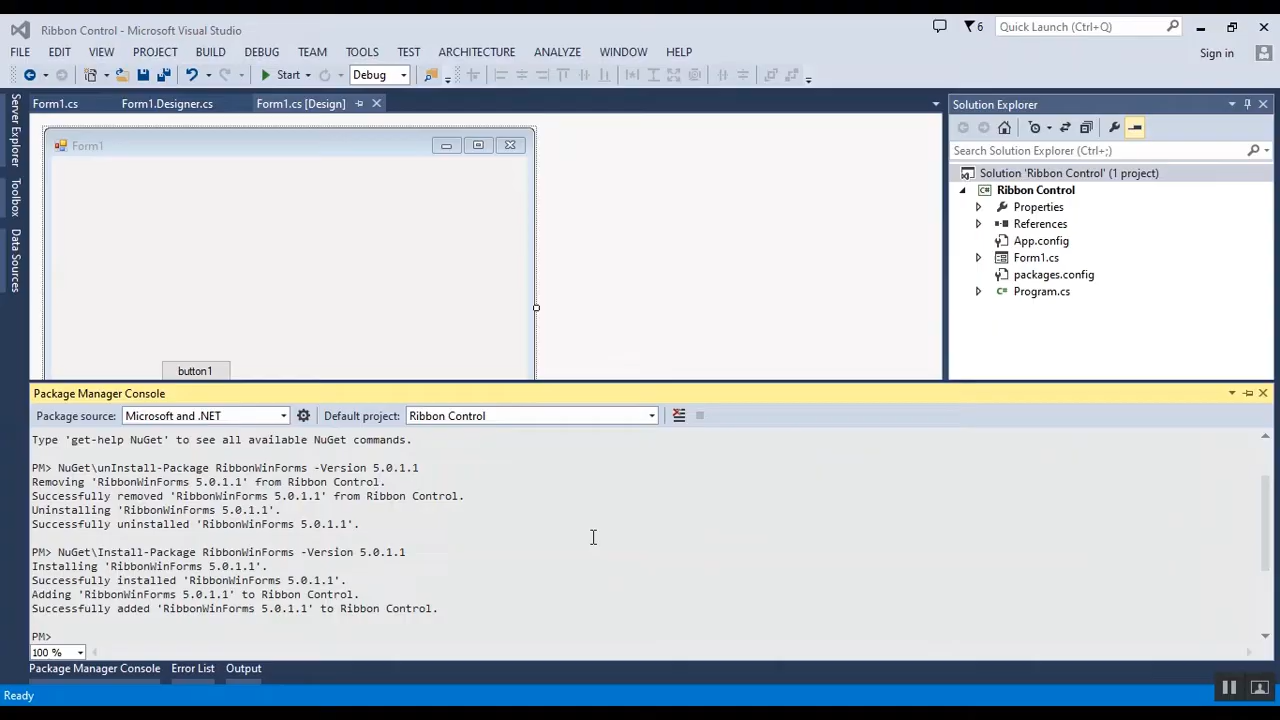 Ribbon Control - Microsoft Visual Studio
6
Quick Launch (Ctrl+Q)
FILE EDIT VIEW PROJECT BUILD DEBUG TEAM TOOLS TEST ARCHITECTURE ANALYZE WINDOW HELP
Sign in
Start
Debug
Server Explorer
Toolbox
Data Sources
Form1.cs
Form1.Designer.cs
Form1.cs [Design]
Form1
button1
Solution Explorer
Search Solution Explorer (Ctrl+;)
Solution 'Ribbon Control' (1 project)
Ribbon Control
Properties
References
App.config
Form1.cs
packages.config
Program.cs
Package Manager Console
Package source: Microsoft and .NET
Default project: Ribbon Control
Type 'get-help NuGet' to see all available NuGet commands.
PM> NuGet\unInstall-Package RibbonWinForms -Version 5.0.1.1
Removing 'RibbonWinForms 5.0.1.1' from Ribbon Control.
Successfully removed 'RibbonWinForms 5.0.1.1' from Ribbon Control.
Uninstalling 'RibbonWinForms 5.0.1.1'.
Successfully uninstalled 'RibbonWinForms 5.0.1.1'.
PM> NuGet\Install-Package RibbonWinForms -Version 5.0.1.1
Installing 'RibbonWinForms 5.0.1.1'.
Successfully installed 'RibbonWinForms 5.0.1.1'.
Adding 'RibbonWinForms 5.0.1.1' to Ribbon Control.
Successfully added 'RibbonWinForms 5.0.1.1' to Ribbon Control.
PM>
100 %
Package Manager Console
Error List
Output
Ready